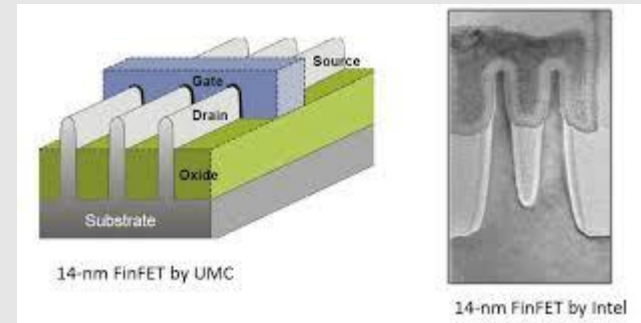 Source
Gate
Drain
Oxide
Substrate
14-nm FinFET by UMC
14-nm FinFET by Intel